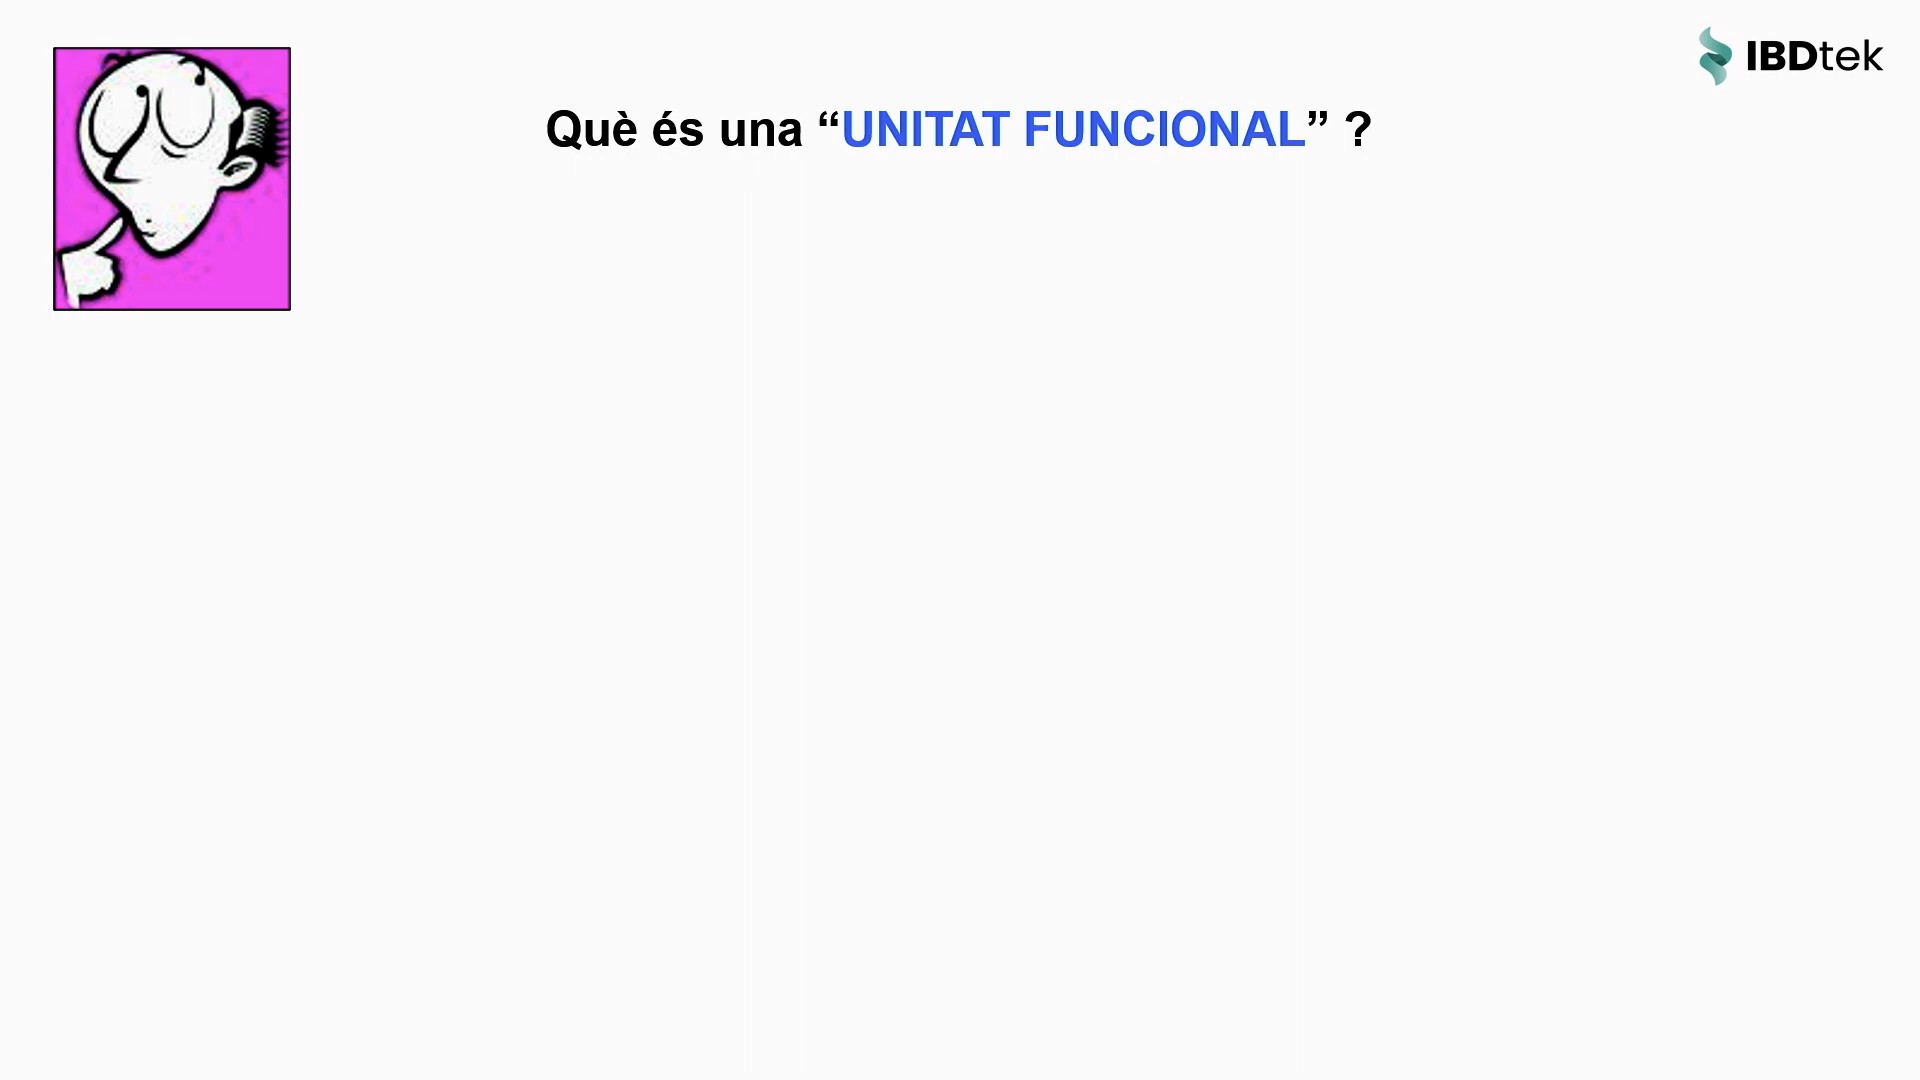 IBDtek
Què és una “UNITAT FUNCIONAL” ?